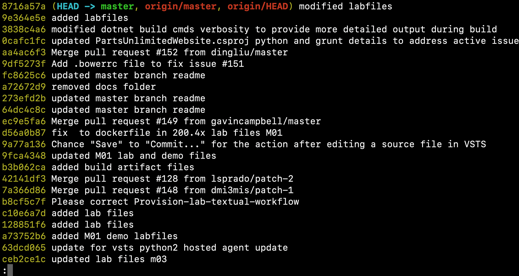 8716a57a (HEAD -> master, origin/master, origin/HEAD) modified labfiles
9e364e5e added labfiles
3838c4a6 modified dotnet build cmds verbosity to provide more detailed output during build
0cafc1fc updated PartsUnlimitedWebsite.csproj python and grunt details to address active issue
aa4ac6f3 Merge pull request #152 from dingliu/master
9df5273f Add .bowerrc file to fix issue #151
fc8625c6 updated master branch readme
a72672d9 removed docs folder
273efd2b updated master branch readme
64dc4c8c updated master branch readme
ec9e5fa6 Merge pull request #149 from gavincampbell/master
d56a0b87 fix  to dockerfile in 200.4x lab files M01
9a77a136 Chance "Save" to "Commit..." for the action after editing a source file in VSTS
9fca4348 updated M01 lab and demo files
b3b062ca added build artifact files
42141df3 Merge pull request #128 from lsprado/patch-2
7a366d86 Merge pull request #148 from dmi3mis/patch-1
b8cf5c7f Please correct Provision-lab-textual-workflow
c10e6a7d added lab files
128851f6 added lab files
a73752b6 added M01 demo labfiles
63dcd065 update for vsts python2 hosted agent update
ceb2ce1c updated lab files m03
: